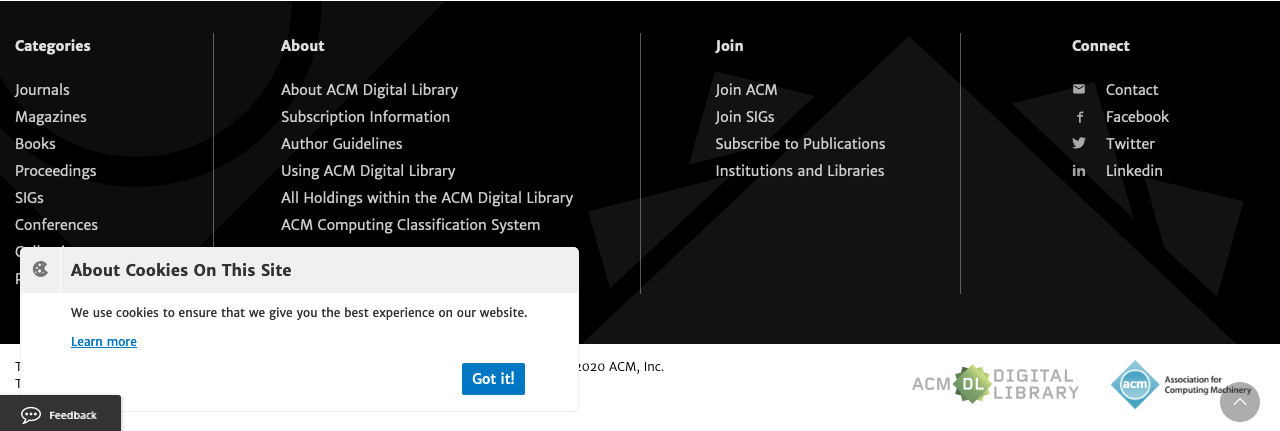 Categories
Journals
Magazines
Books
Proceedings
SIGs
Conferences
About
About ACM Digital Library
Subscription Information
Author Guidelines
Using ACM Digital Library
All Holdings within the ACM Digital Library
ACM Computing Classification System
Join
Join ACM
Join SIGs
Subscribe to Publications
Institutions and Libraries
Connect
Contact
Facebook
Twitter
Linkedin
About Cookies On This Site
We use cookies to ensure that we give you the best experience on our website.
Learn more
Got it!
2020 ACM, Inc.
Feedback
ACM DL DIGITAL
LIBRARY
acm
Association for
Computing Machinery